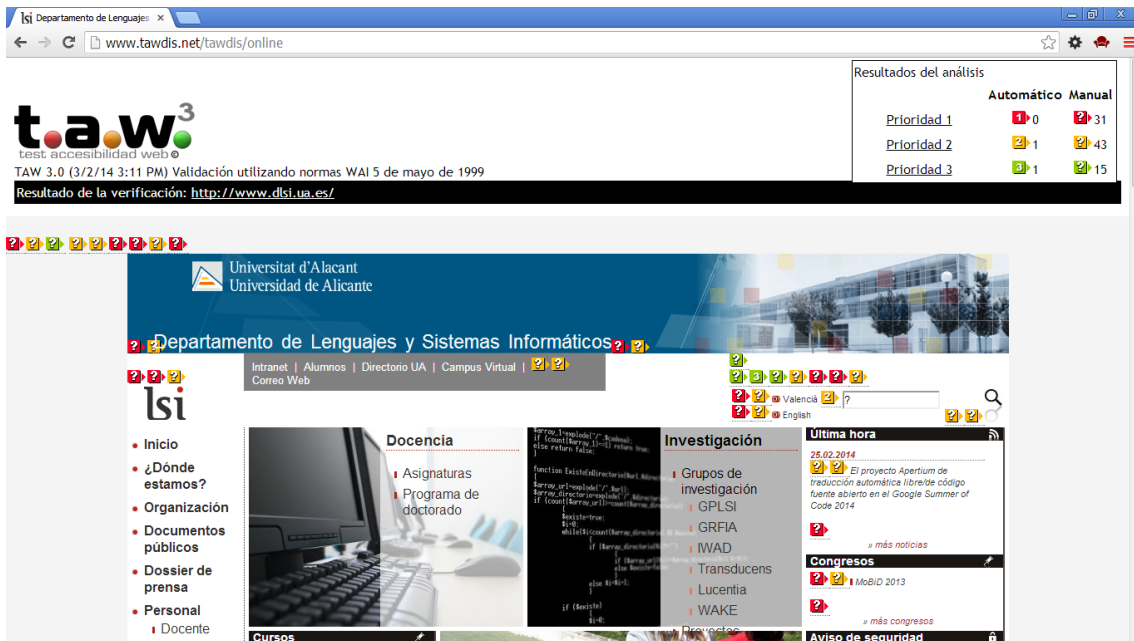 lsi Departamento de Lenguajes
www.tawdis.net/tawdis/online
Resultados del análisis
Automático Manual
Prioridad 1 1 0 ? 31
Prioridad 2 2 1 ? 43
Prioridad 3 3 1 ? 15
t.a.w3
test accesibilidad web
TAW 3.0 (3/2/14 3:11 PM) Validación utilizando normas WAI 5 de mayo de 1999
Resultado de la verificación: http://www.dlsi.ua.es/
Universitat d'Alacant
Universidad de Alicante
Departamento de Lenguajes y Sistemas Informáticos
Intranet | Alumnos | Directorio UA | Campus Virtual |
Correo Web
lsi
Valencià
?
English
Inicio
¿Dónde
estamos?
Organización
Documentos
públicos
Dossier de
prensa
Personal
Docente
Docencia
Asignaturas
Programa de
doctorado
Investigación
Grupos de
investigación
GPLSI
GRFIA
IWAD
Transducens
Lucentia
WAKE
Proyectos
Última hora
25.02.2014
El proyecto Apertium de
traducción automática libre/de código
fuente abierto en el Google Summer of
Code 2014
» más noticias
Congresos
MoBiD 2013
» más congresos
Cursos
Aviso de seguridad